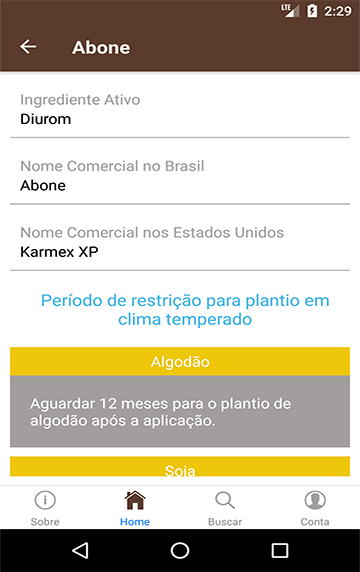 LTE 2:29
Abone
Ingrediente Ativo
Diurom
Nome Comercial no Brasil
Abone
Nome Comercial nos Estados Unidos
Karmex XP
Período de restrição para plantio em
clima temperado
Algodão
Aguardar 12 meses para o plantio de
algodão após a aplicação.
Soja
Sobre Home Buscar Conta